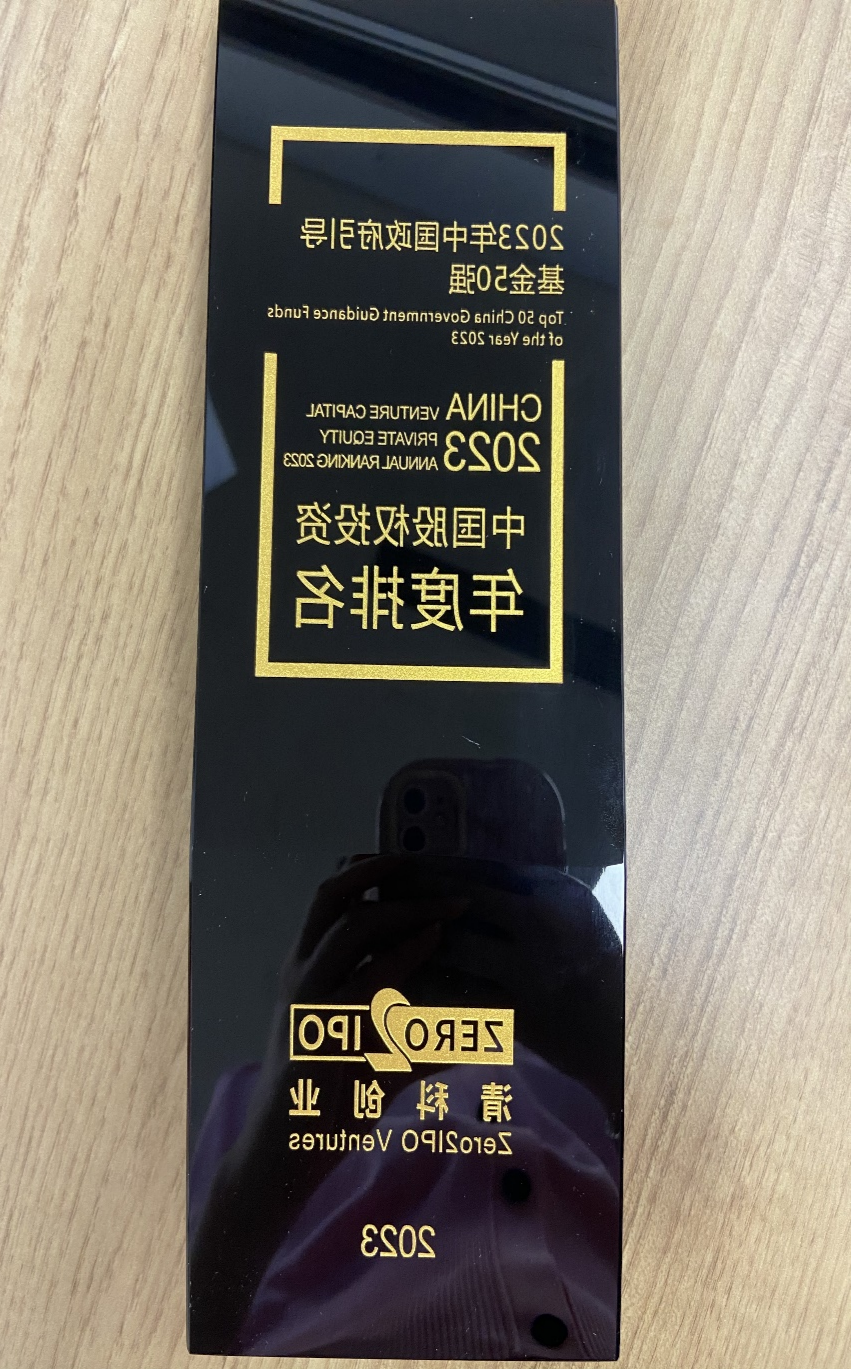 2023年中国政府引导
基金50强
Top 50 China Government Guidance Funds
of the Year 2023
CHINA VENTURE CAPITAL
2023 PRIVATE EQUITY
ANNUAL RANKING 2023
中国股权投资
年度排名
ZERO2IPO
清科创业
Zero2IPO Ventures
2023